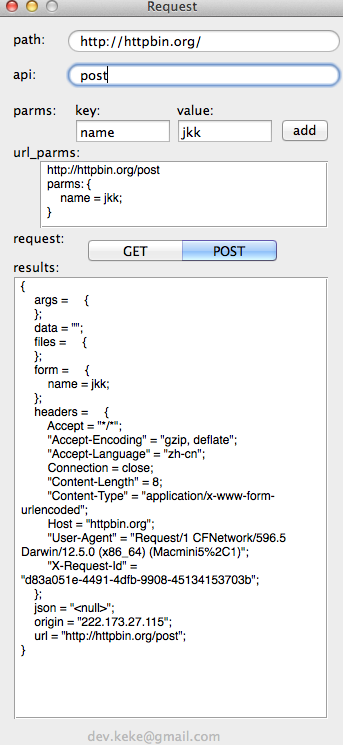 Request
path: http://httpbin.org/
api: post
parms: key: value:
name jkk add
url_parms:
http://httpbin.org/post
parms: {
name = jkk;
}
request: GET POST
results:
{
args = {
};
data = "";
files = {
};
form = {
name = jkk;
};
headers = {
Accept = "*/*";
"Accept-Encoding" = "gzip, deflate";
"Accept-Language" = "zh-cn";
Connection = close;
"Content-Length" = 8;
"Content-Type" = "application/x-www-form-
urlencoded";
Host = "httpbin.org";
"User-Agent" = "Request/1 CFNetwork/596.5
Darwin/12.5.0 (x86_64) (Macmini5%2C1)";
"X-Request-Id" =
"d83a051e-4491-4dfb-9908-45134153703b";
};
json = "<null>";
origin = "222.173.27.115";
url = "http://httpbin.org/post";
}
dev.keke@gmail.com